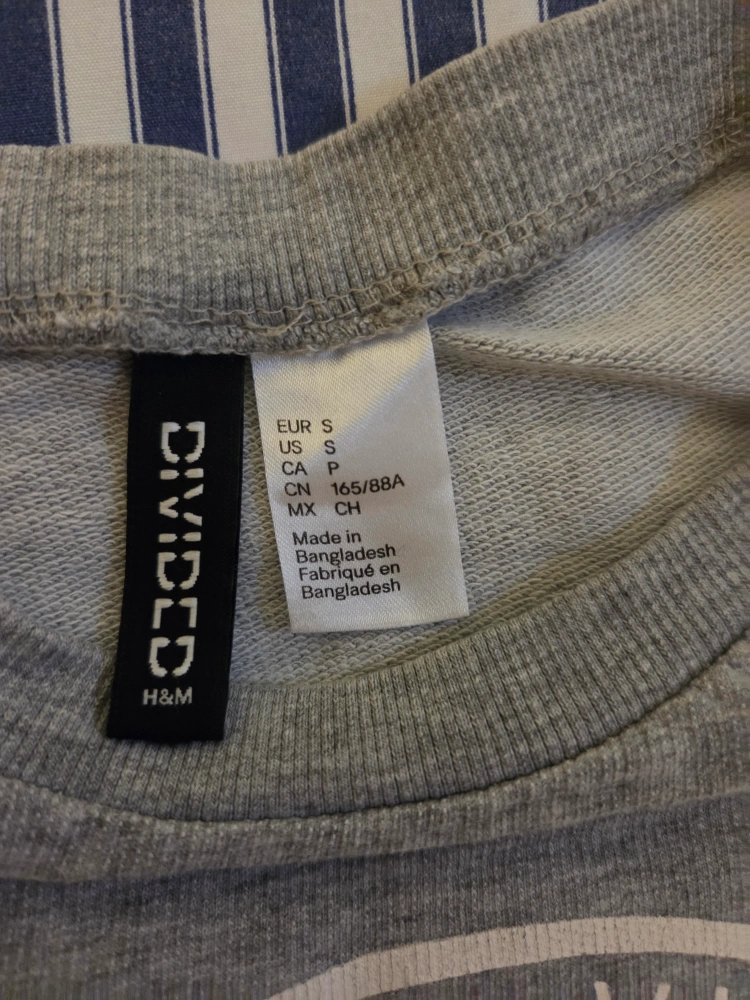 DIVIDED
H&M
EUR S
US S
CA P
CN 165/88A
MX CH
Made in
Bangladesh
Fabriqué en
Bangladesh